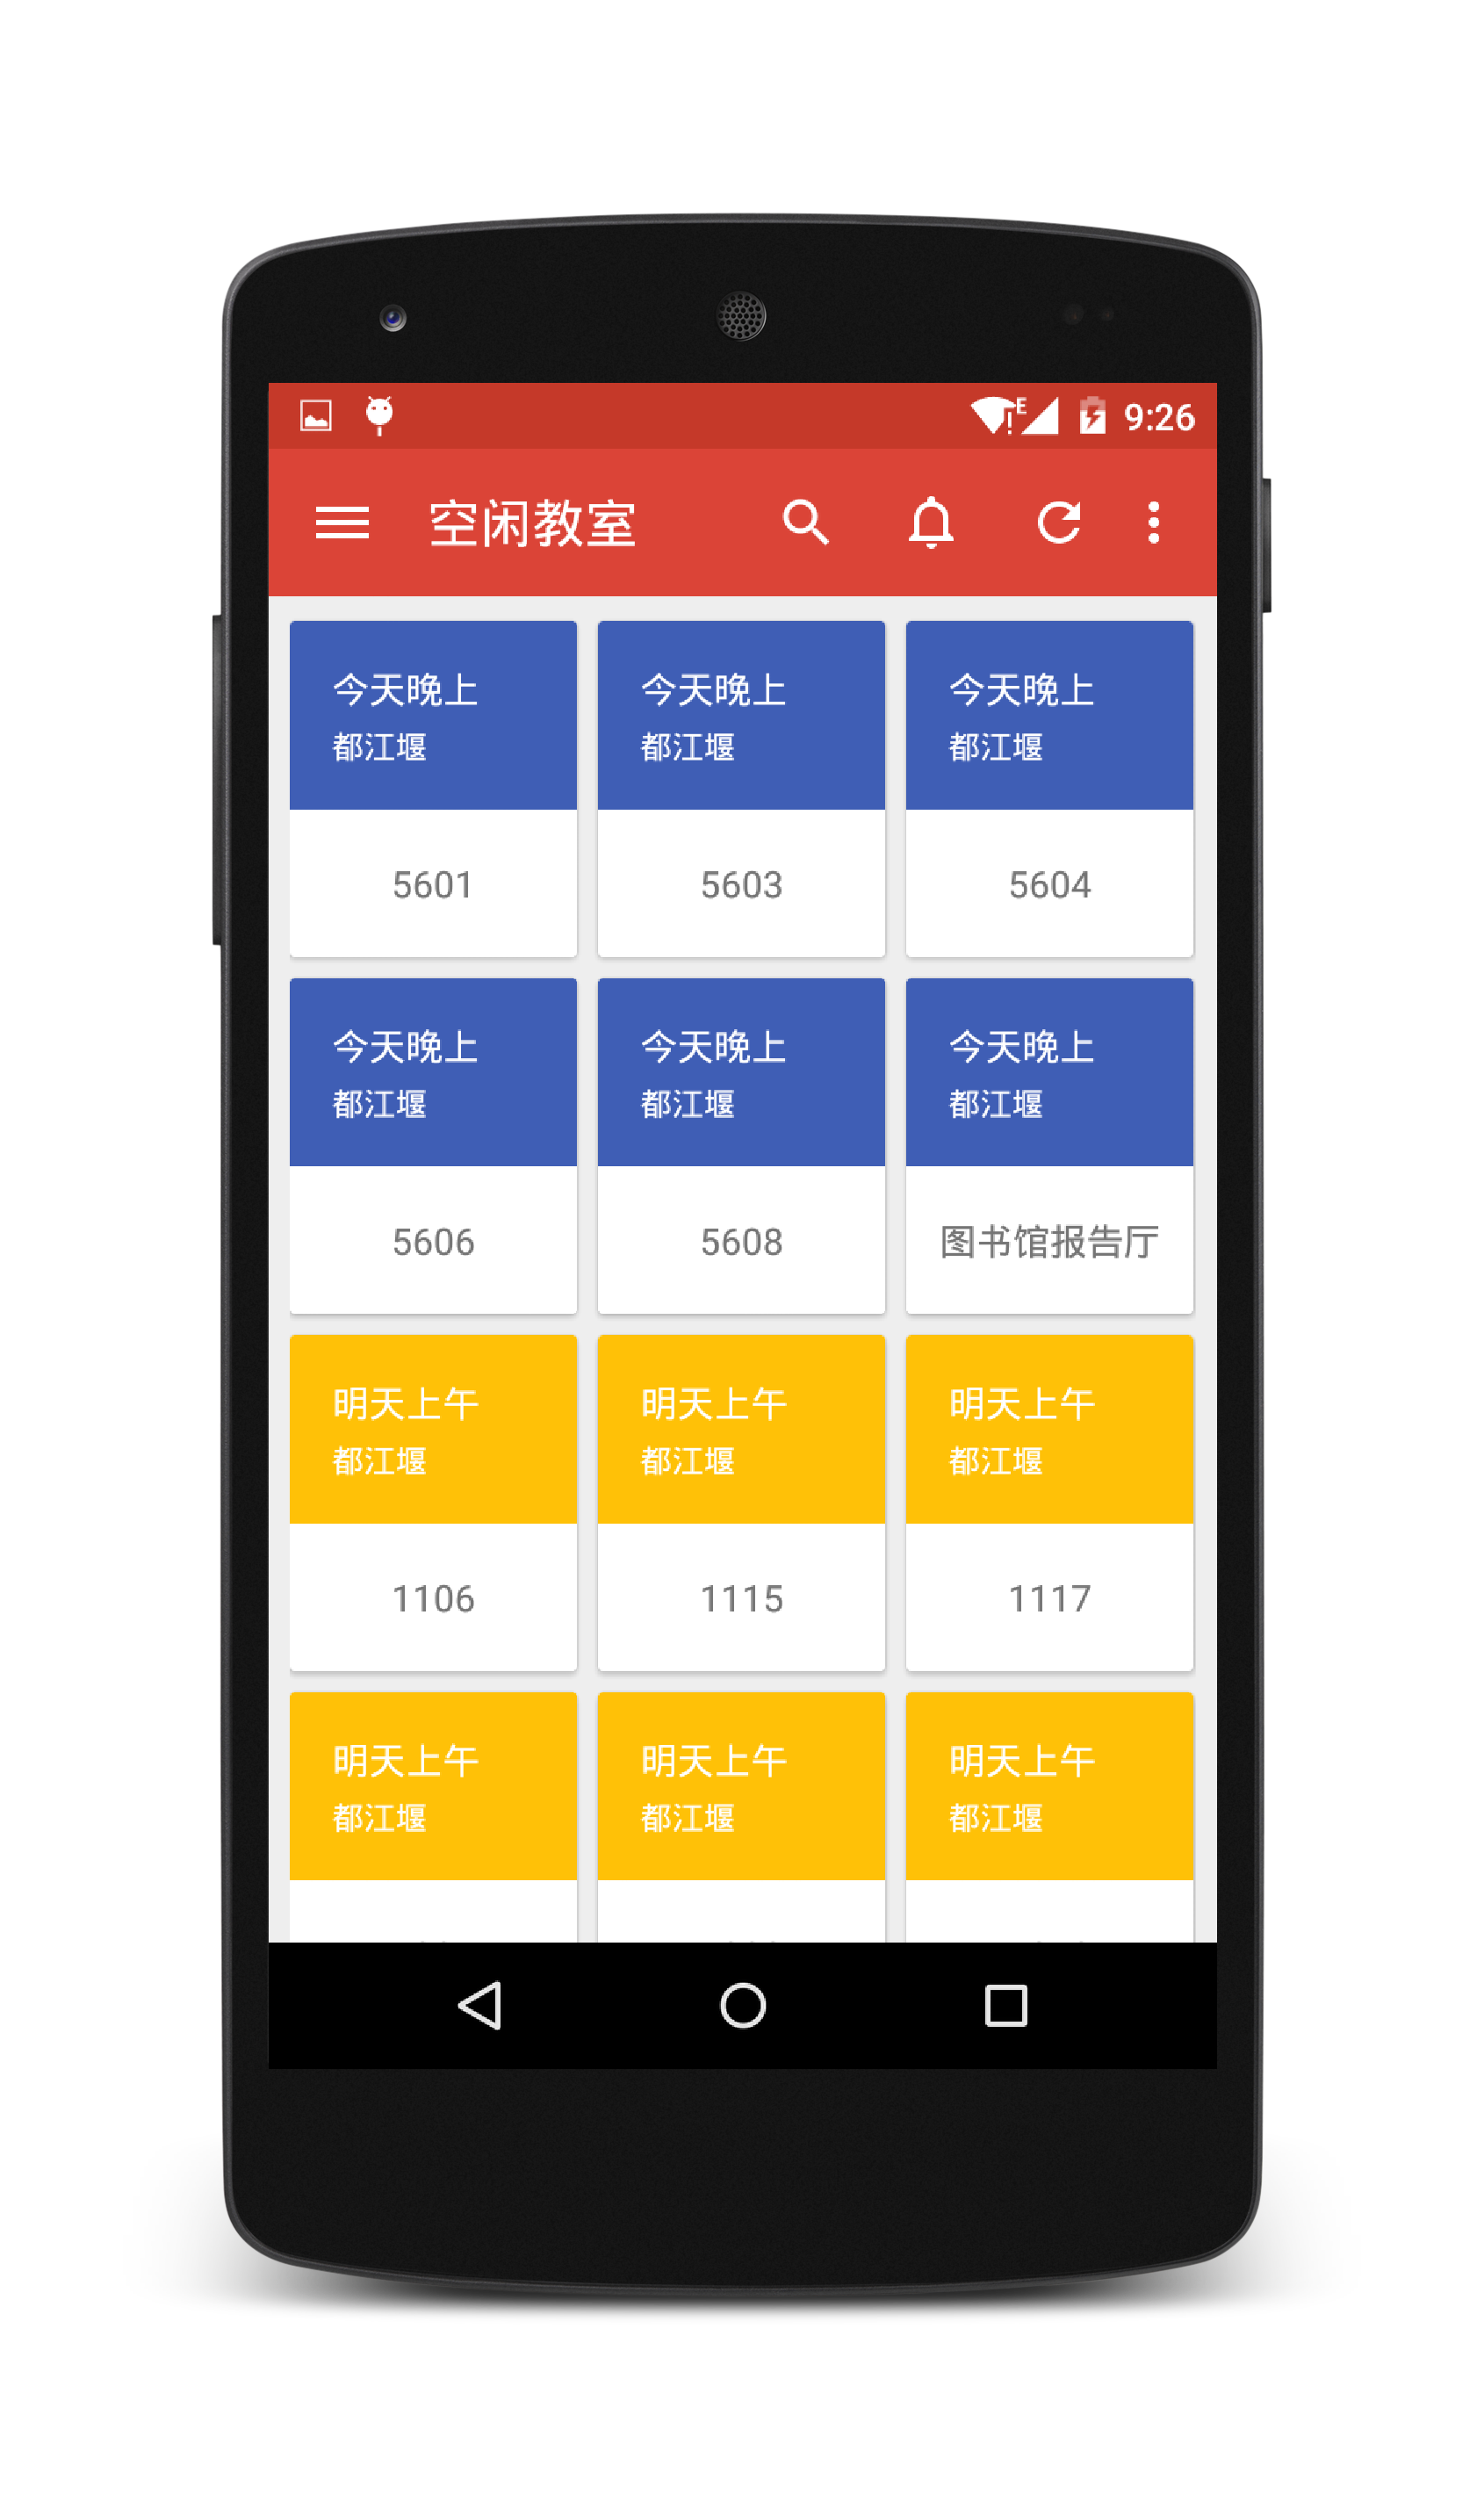 E 9:26
空闲教室
今天晚上 今天晚上 今天晚上
都江堰 都江堰 都江堰
5601 5603 5604
今天晚上 今天晚上 今天晚上
都江堰 都江堰 都江堰
5606 5608 图书馆报告厅
明天上午 明天上午 明天上午
都江堰 都江堰 都江堰
1106 1115 1117
明天上午 明天上午 明天上午
都江堰 都江堰 都江堰